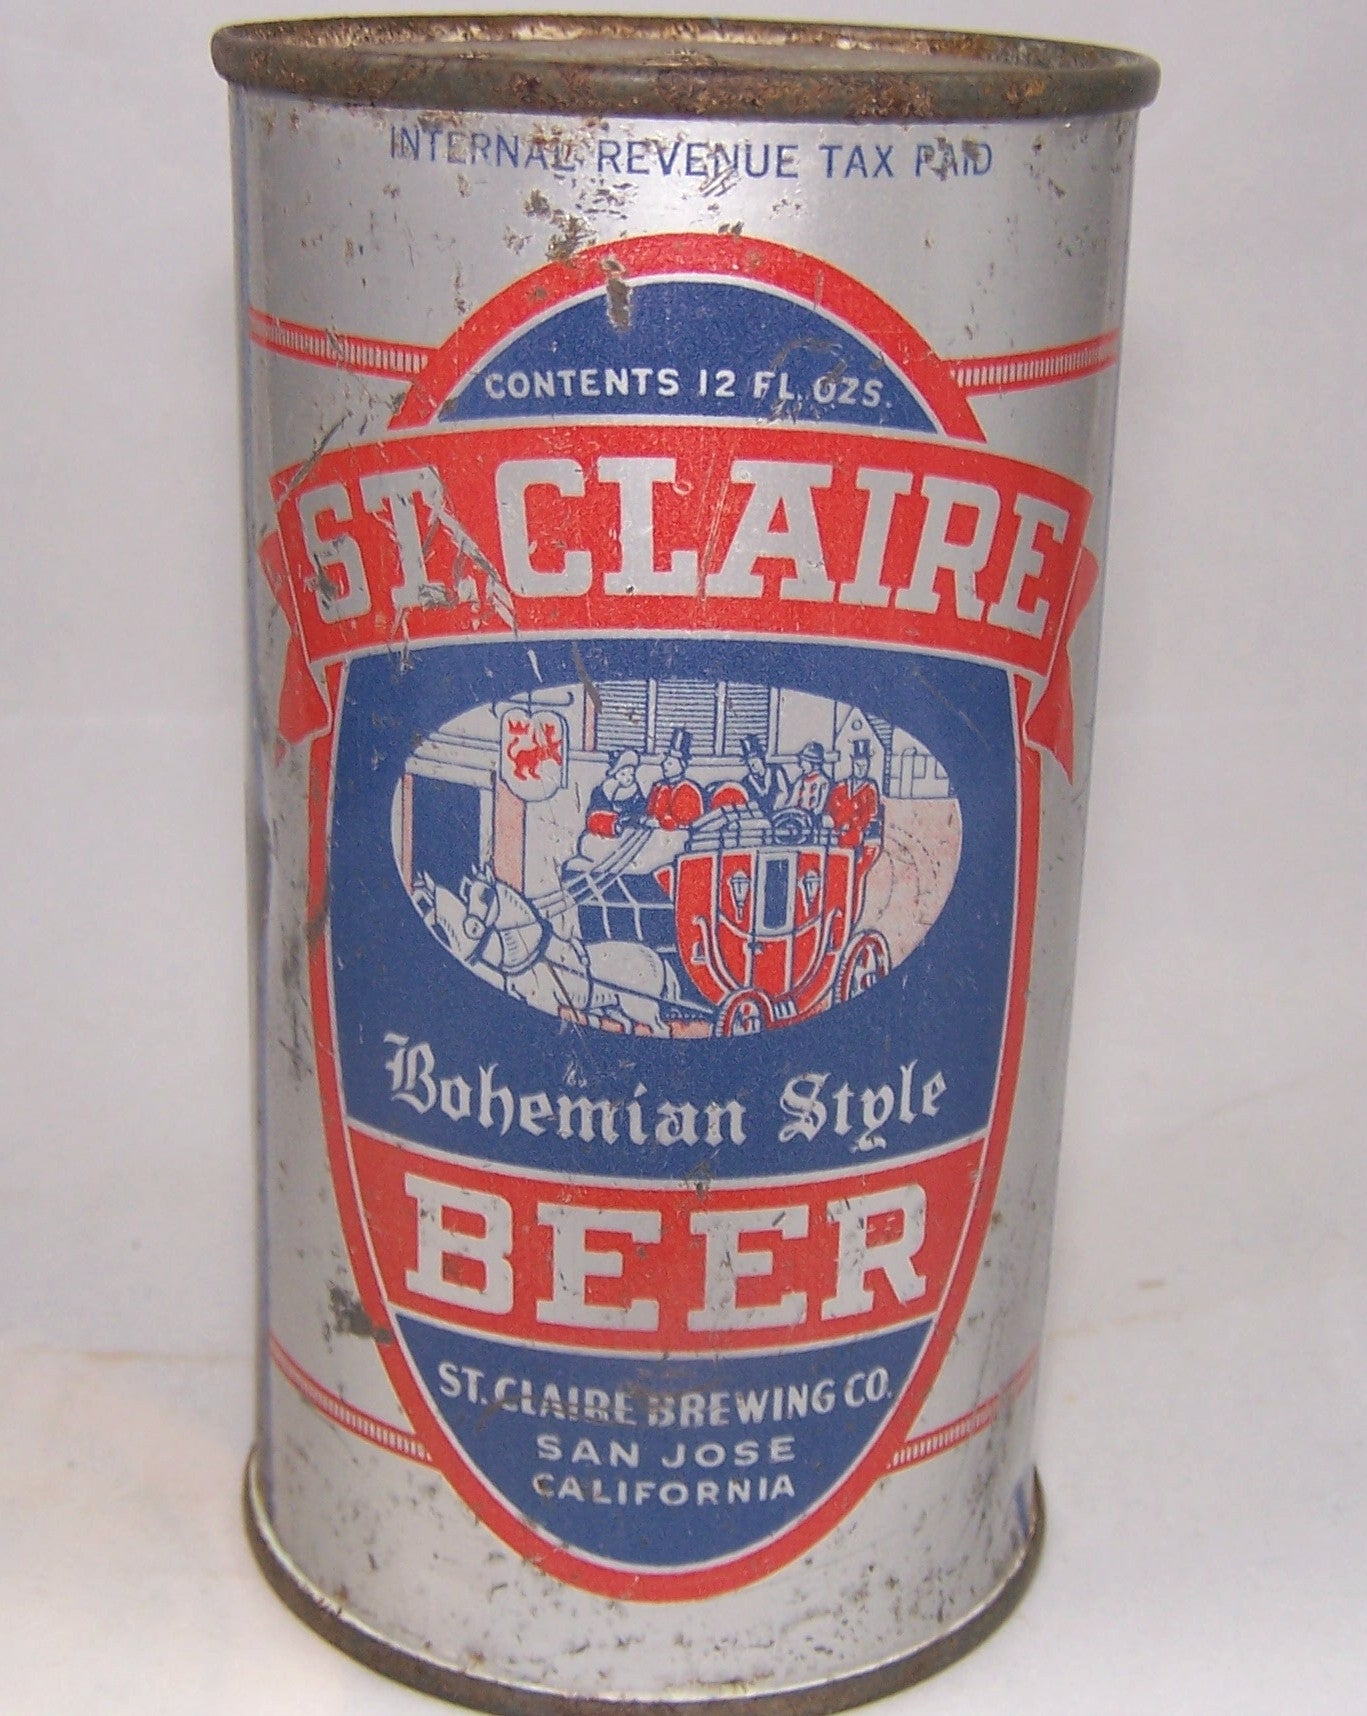 INTERNAL REVENUE TAX PAID
CONTENTS 12 FL. OZS.
ST. CLAIRE
Bohemian Style
BEER
ST. CLAIRE BREWING CO.
SAN JOSE
CALIFORNIA